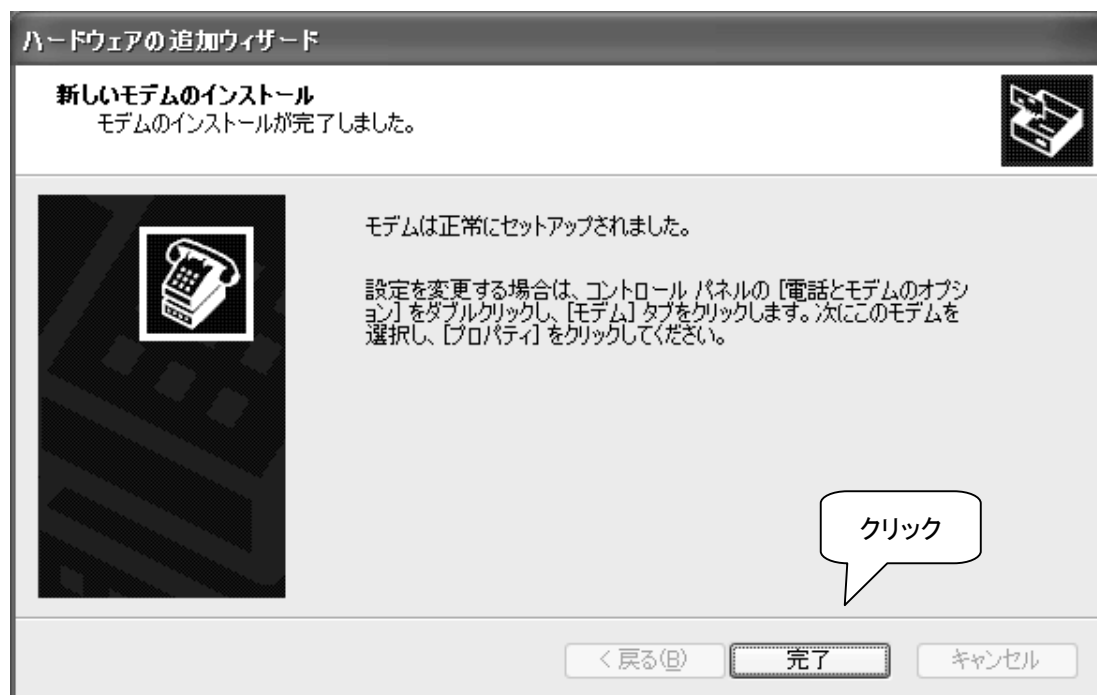 ハードウェアの追加ウィザード
新しいモデムのインストール
モデムのインストールが完了しました。
モデムは正常にセットアップされました。
設定を変更する場合は、コントロール パネルの [電話とモデムのオプシ
ョン] をダブルクリックし、[モデム] タブをクリックします。次にこのモデムを
選択し、[プロパティ] をクリックしてください。
クリック
< 戻る(B)
完了
キャンセル